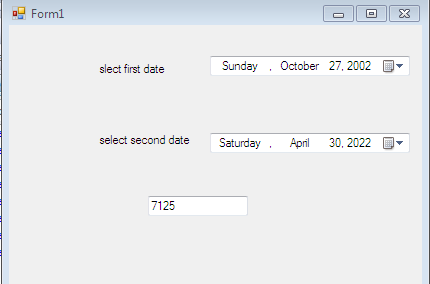 Form1
slect first date
Sunday , October 27, 2002
select second date
Saturday , April 30, 2022
7125